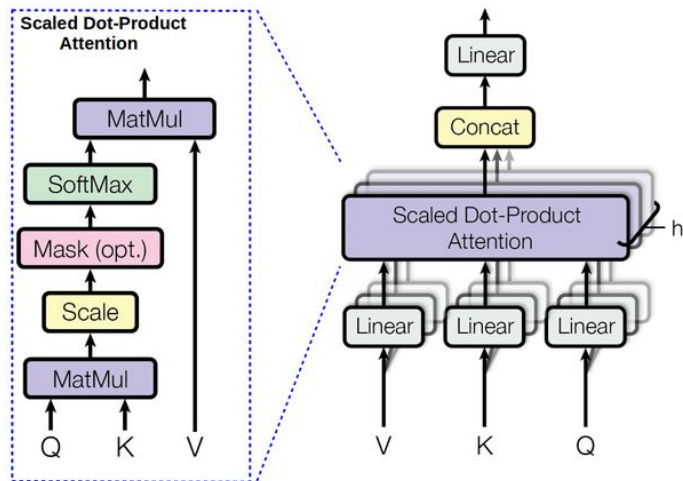 Scaled Dot-Product
Attention
MatMul
SoftMax
Mask (opt.)
Scale
MatMul
Q K V
Linear
Concat
Scaled Dot-Product
Attention
h
Linear Linear Linear
V K Q